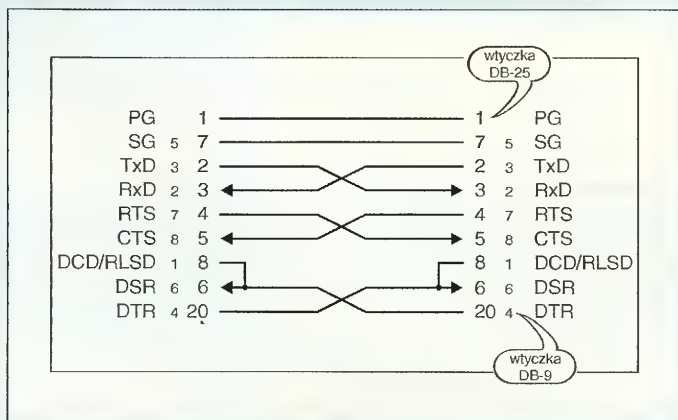 wtyczka
DB-25
PG 1 1 PG
SG 5 7 7 5 SG
TxD 3 2 2 3 TxD
RxD 2 3 3 2 RxD
RTS 7 4 4 7 RTS
CTS 8 5 5 8 CTS
DCD/RLSD 1 8 8 1 DCD/RLSD
DSR 6 6 6 6 DSR
DTR 4 20 20 4 DTR
wtyczka
DB-9